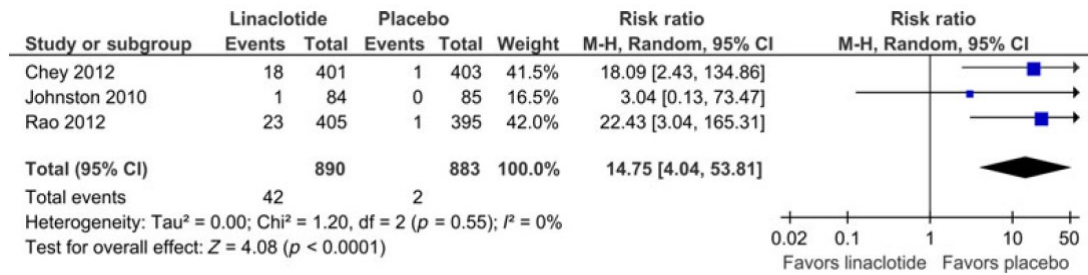 Linaclotide Placebo Risk ratio Risk ratio
Study or subgroup Events Total Events Total Weight M-H, Random, 95% CI M-H, Random, 95% CI
Chey 2012 18 401 1 403 41.5% 18.09 [2.43, 134.86]
Johnston 2010 1 84 0 85 16.5% 3.04 [0.13, 73.47]
Rao 2012 23 405 1 395 42.0% 22.43 [3.04, 165.31]
Total (95% CI) 890 883 100.0% 14.75 [4.04, 53.81]
Total events 42 2
Heterogeneity: Tau² = 0.00; Chi² = 1.20, df = 2 (p = 0.55); I² = 0%
Test for overall effect: Z = 4.08 (p < 0.0001)
0.02 0.1 1 10 50
Favors linaclotide Favors placebo